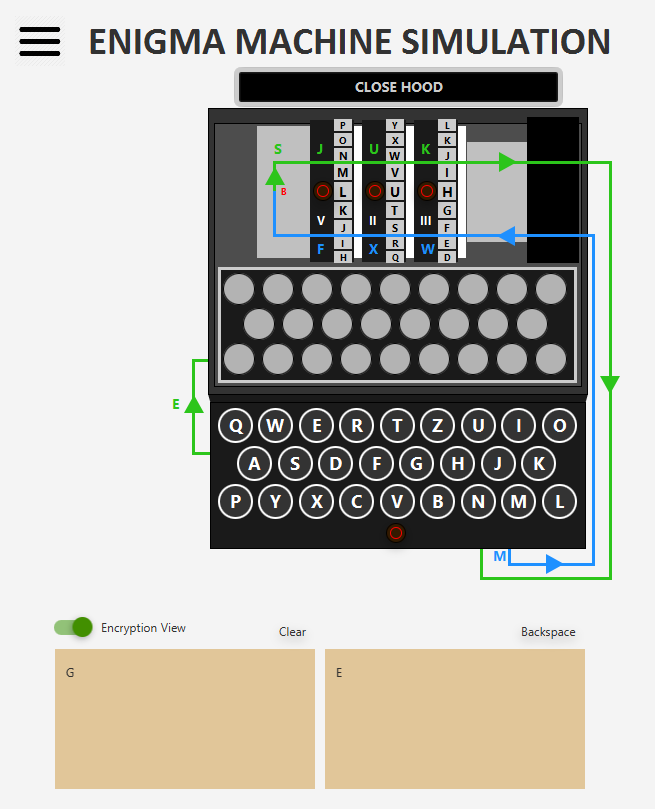 ENIGMA MACHINE SIMULATION
CLOSE HOOD
P Y L
O X K
S J N U W K J
M V I
B L U H
K T G
V J II S III F
F I X R W E
H Q D
E
Q W E R T Z U I O
A S D F G H J K
P Y X C V B N M L
M
Encryption View Clear Backspace
G E